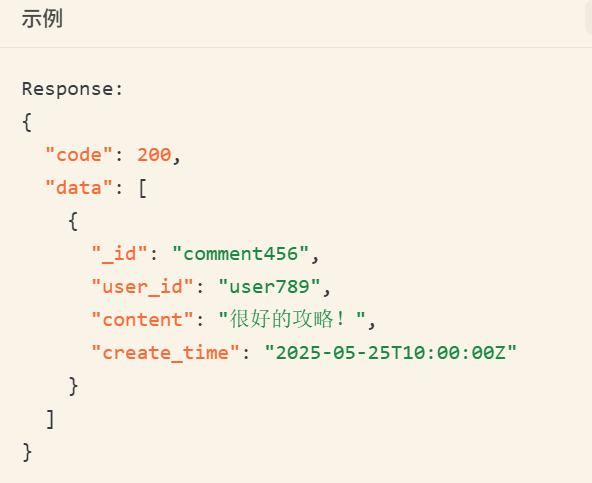 示例
Response:
{
  "code": 200,
  "data": [
    {
      "_id": "comment456",
      "user_id": "user789",
      "content": "很好的攻略！",
      "create_time": "2025-05-25T10:00:00Z"
    }
  ]
}